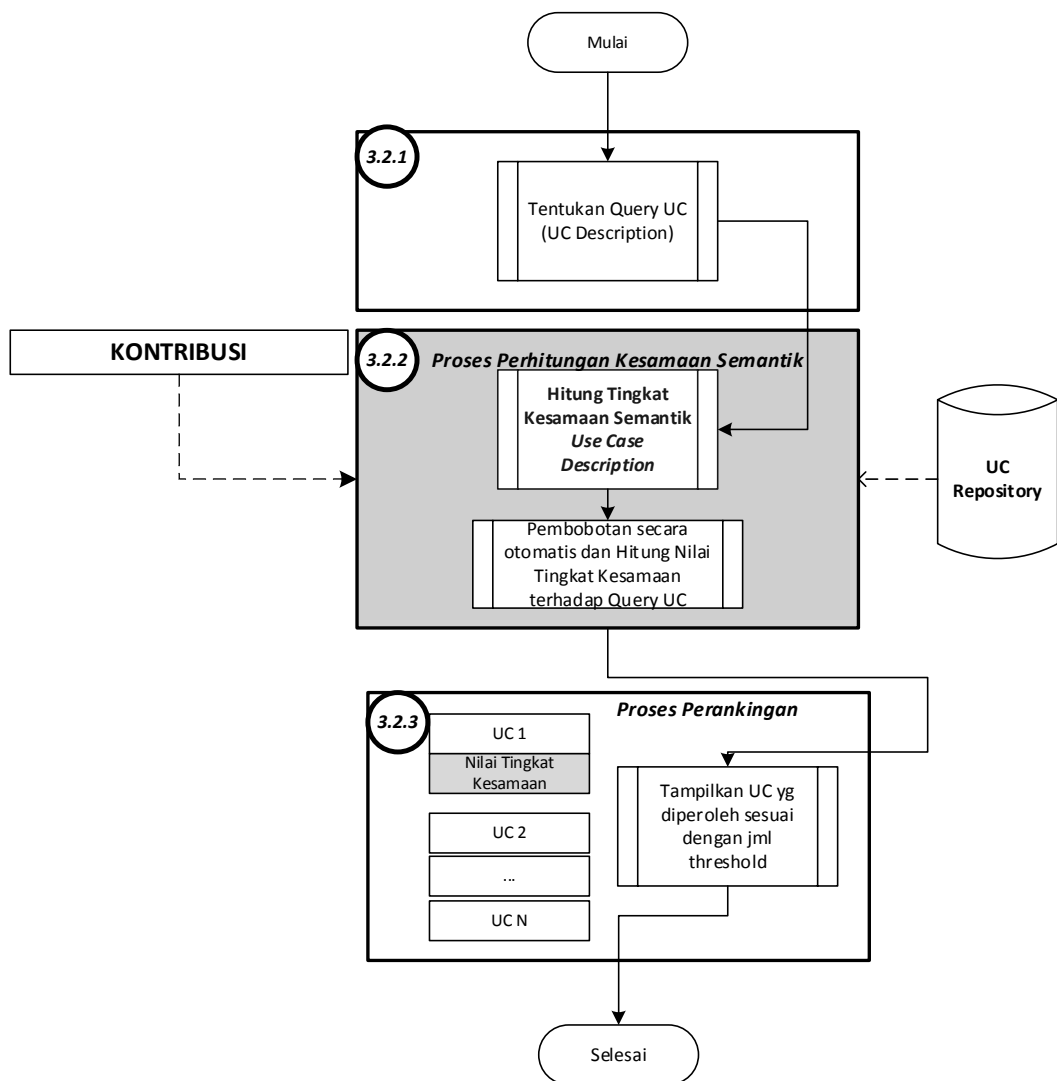 Mulai
3.2.1
Tentukan Query UC
(UC Description)
KONTRIBUSI
3.2.2
Proses Perhitungan Kesamaan Semantik
Hitung Tingkat
Kesamaan Semantik
Use Case
Description
UC
Repository
Pembobotan secara
otomatis dan Hitung Nilai
Tingkat Kesamaan
terhadap Query UC
3.2.3
Proses Perankingan
UC 1
Nilai Tingkat
Kesamaan
UC 2
...
UC N
Tampilkan UC yg
diperoleh sesuai
dengan jml
threshold
Selesai